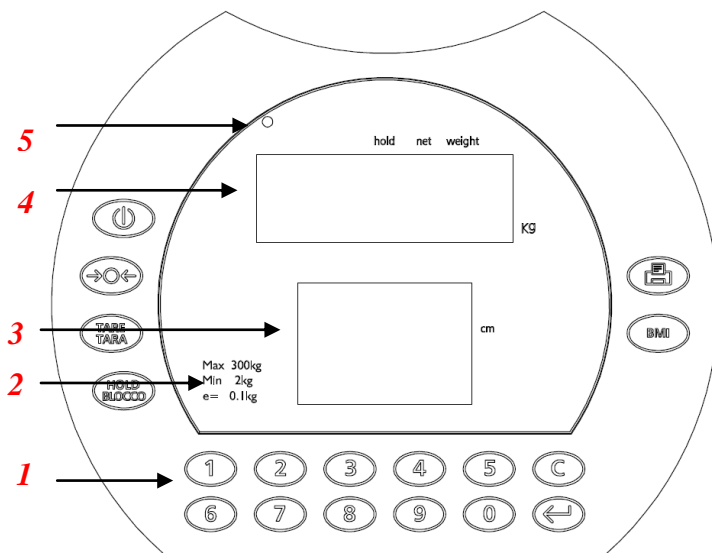 5
hold net weight
4
Kg
3
cm
TARE
TARA
BMI
Max 300kg
2
Min 2kg
HOLD
BLOCCO
e= 0.1kg
1
1 2 3 4 5 C
6 7 8 9 0